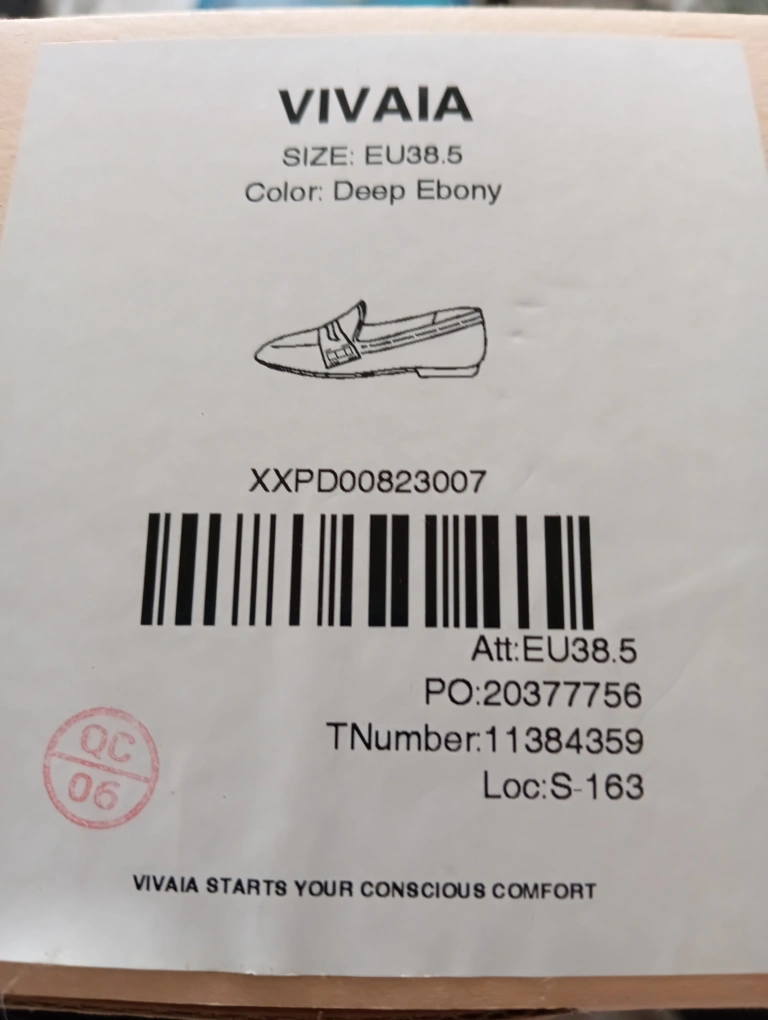 VIVAIA
SIZE: EU38.5
Color: Deep Ebony
XXPD00823007
Att:EU38.5
PO:20377756
TNumber:11384359
Loc:S-163
QC
06
VIVAIA STARTS YOUR CONSCIOUS COMFORT